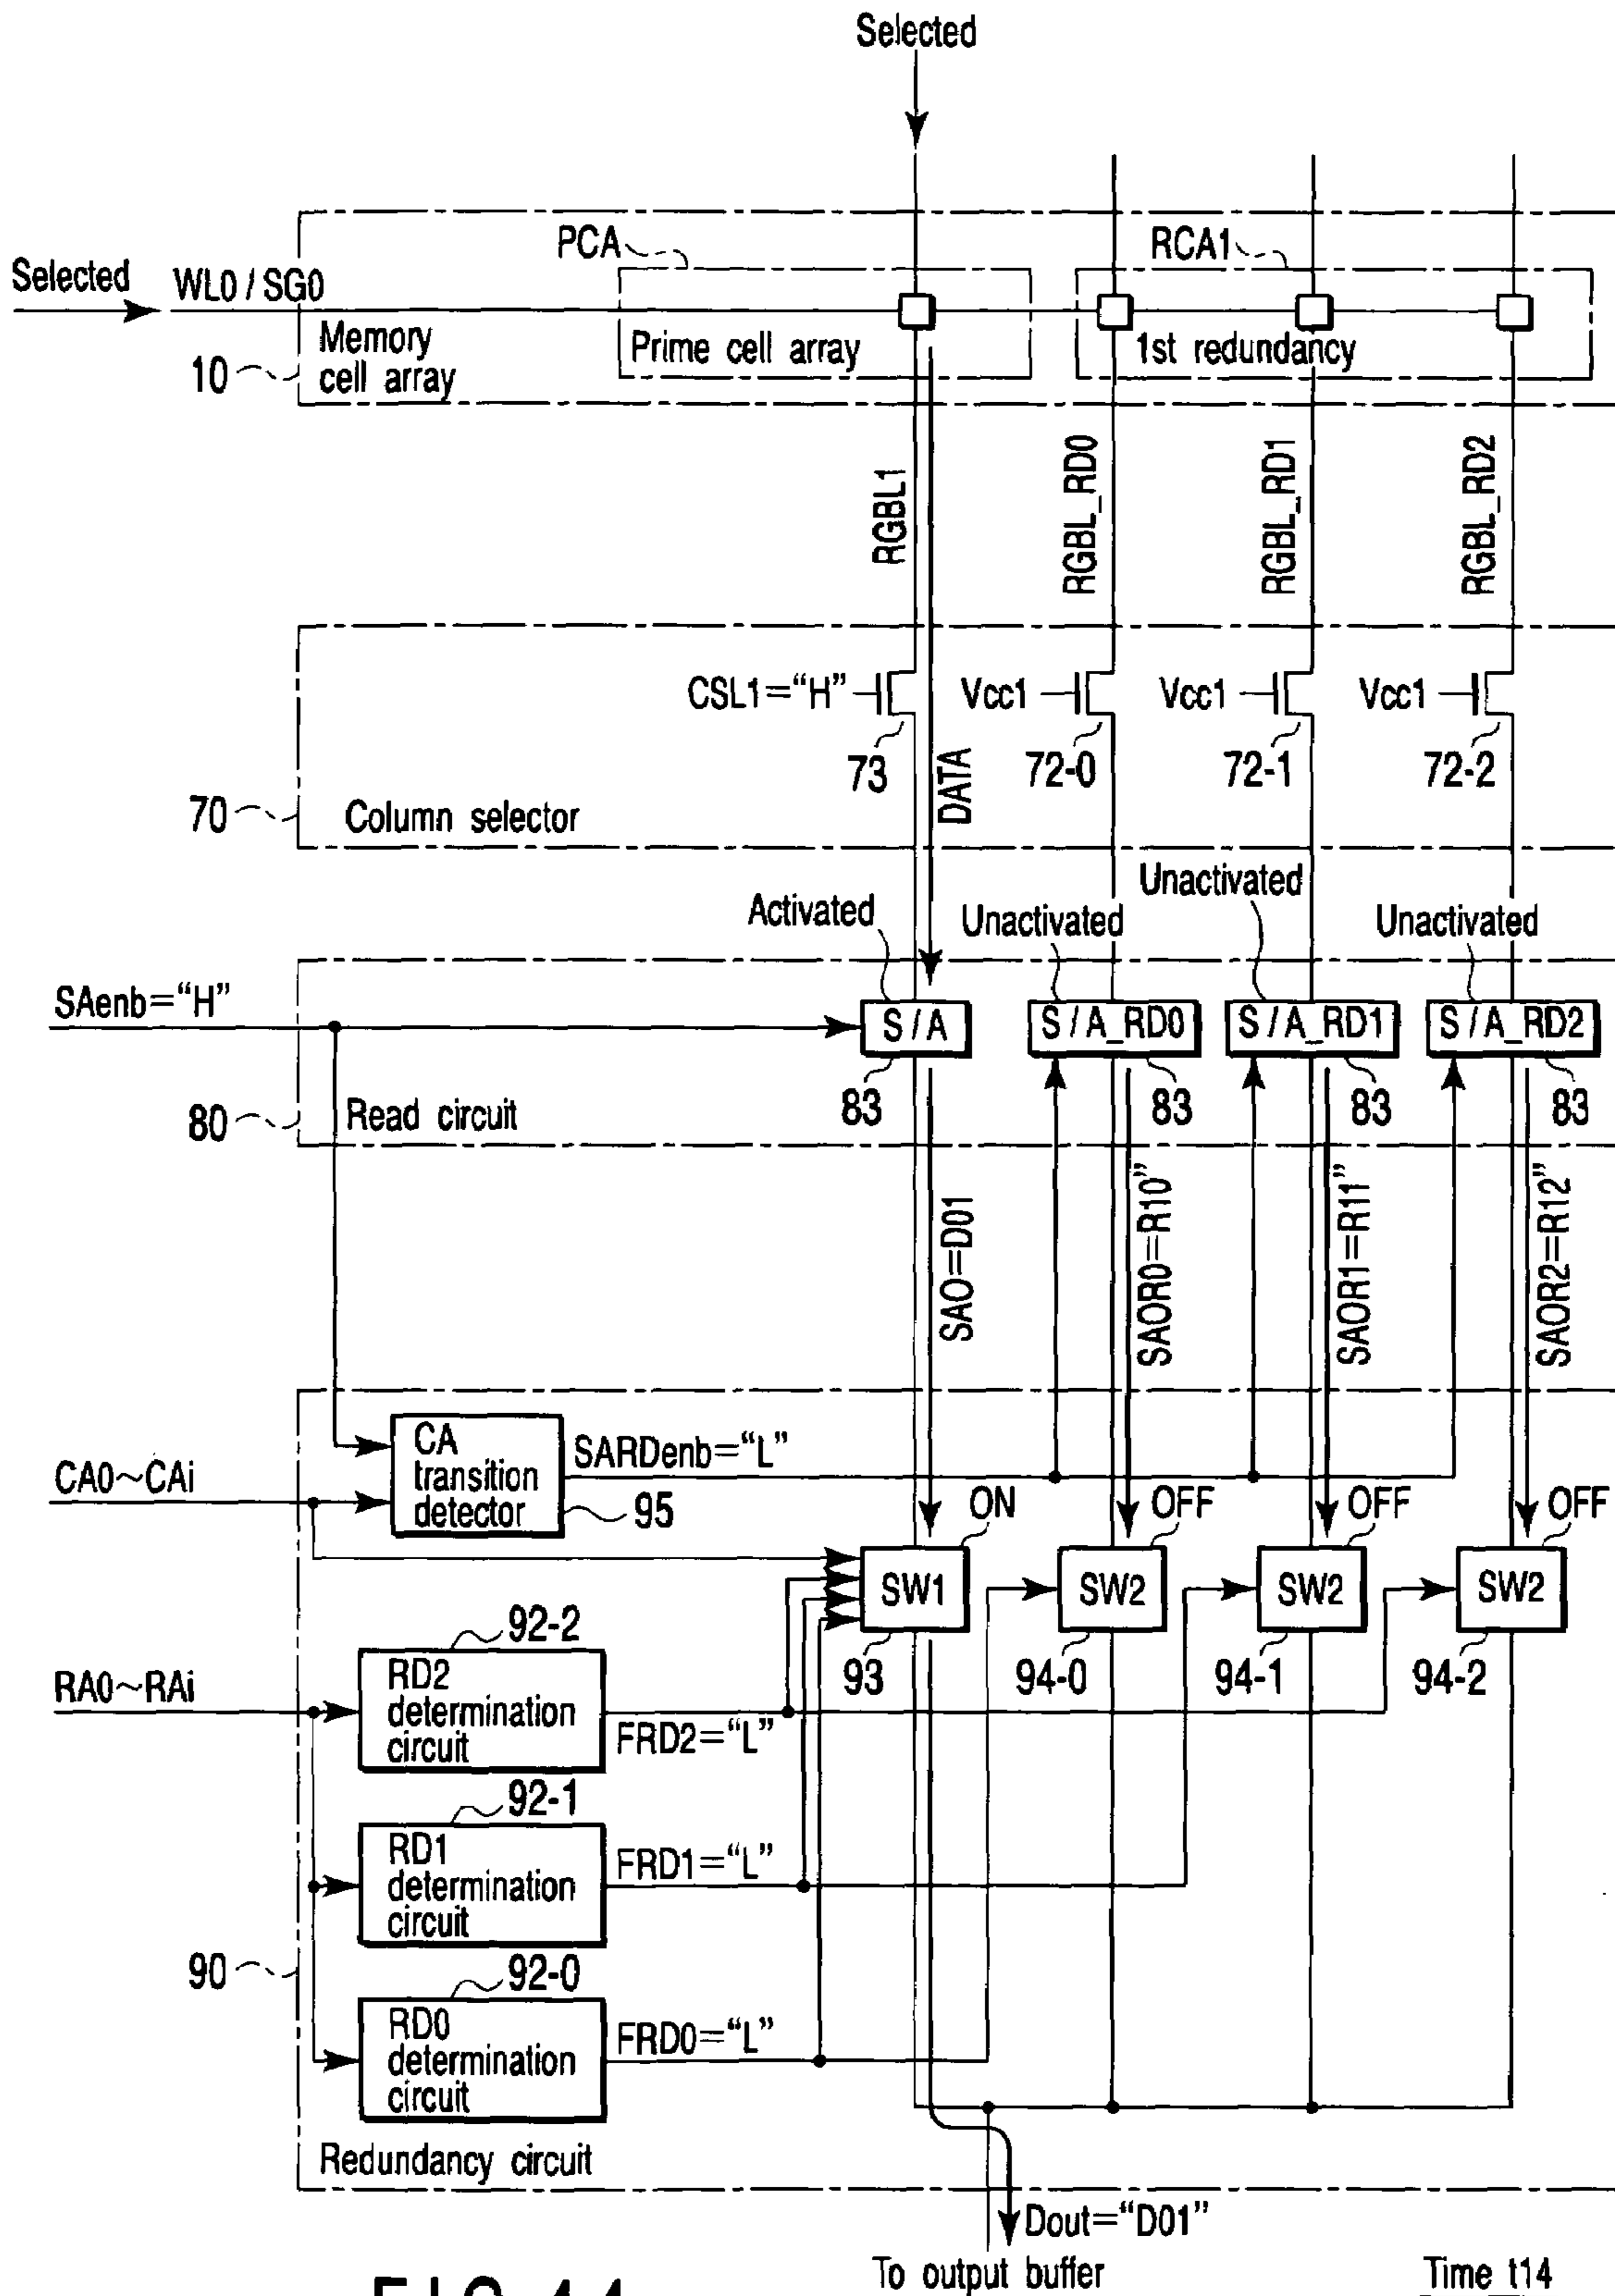 Selected
PCA
RCA1
Selected
WL0 / SG0
Memory
cell array
Prime cell array
1st redundancy
10
RGBL1
RGBL_RD0
RGBL_RD1
RGBL_RD2
CSL1="H"
Vcc1
Vcc1
Vcc1
73
72-0
72-1
72-2
DATA
70
Column selector
Activated
Unactivated
Unactivated
Unactivated
SAenb="H"
S/A
S/A_RD0
S/A_RD1
S/A_RD2
83
83
83
83
80
Read circuit
SAO=D01
SAOR0=R10"
SAOR1=R11"
SAOR2=R12"
CA0~CAi
CA
transition
detector
SARDenb="L"
95
ON
OFF
OFF
OFF
SW1
SW2
SW2
SW2
93
94-0
94-1
94-2
RA0~RAi
92-2
RD2
determination
circuit
FRD2="L"
92-1
RD1
determination
circuit
FRD1="L"
90
92-0
RD0
determination
circuit
FRD0="L"
Redundancy circuit
Dout="D01"
To output buffer
Time t14